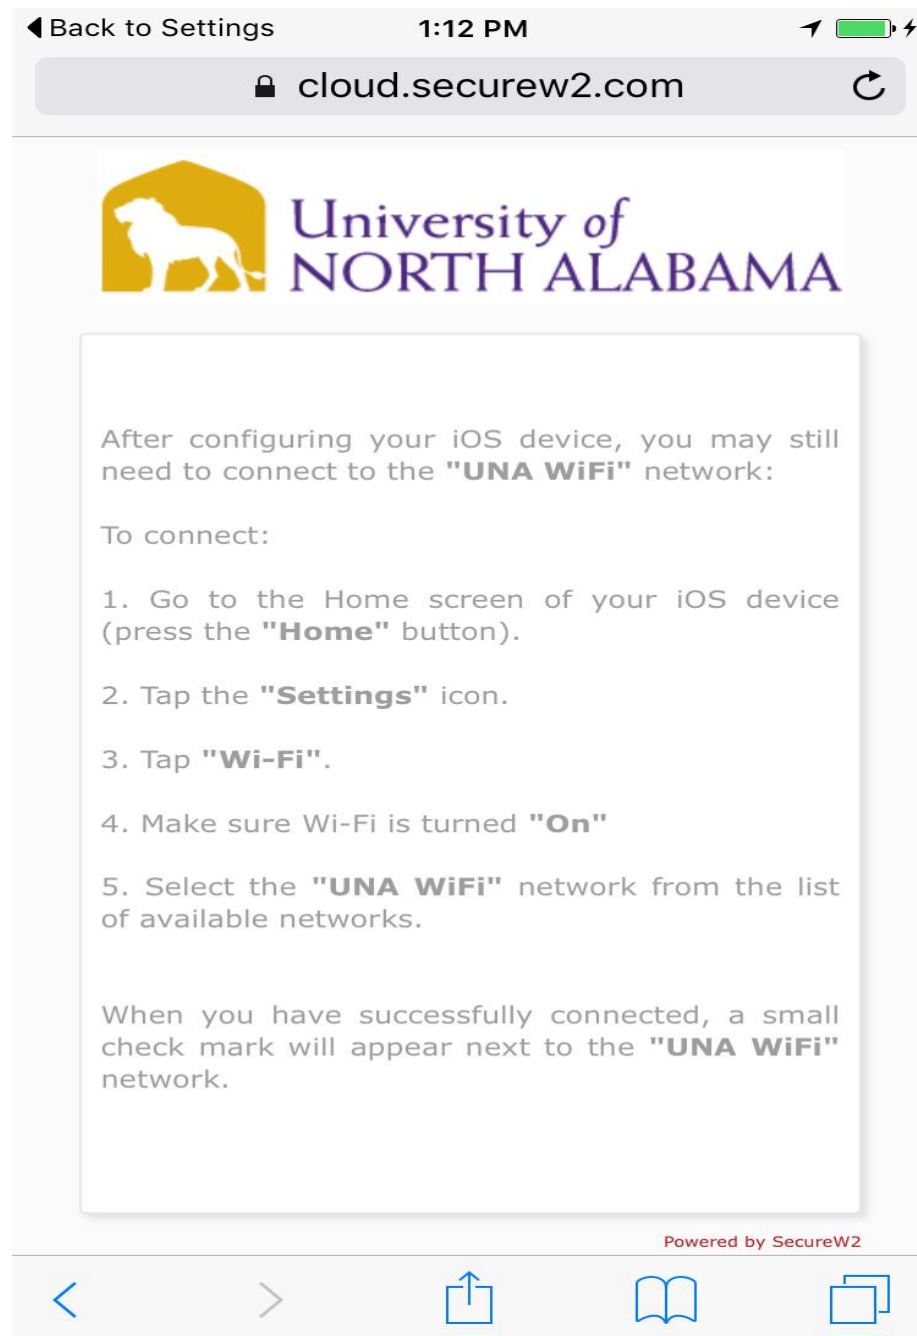 Back to Settings 1:12 PM
cloud.securew2.com
University of
NORTH ALABAMA
After configuring your iOS device, you may still
need to connect to the "UNA WiFi" network:
To connect:
1. Go to the Home screen of your iOS device
(press the "Home" button).
2. Tap the "Settings" icon.
3. Tap "Wi-Fi".
4. Make sure Wi-Fi is turned "On"
5. Select the "UNA WiFi" network from the list
of available networks.
When you have successfully connected, a small
check mark will appear next to the "UNA WiFi"
network.
Powered by SecureW2